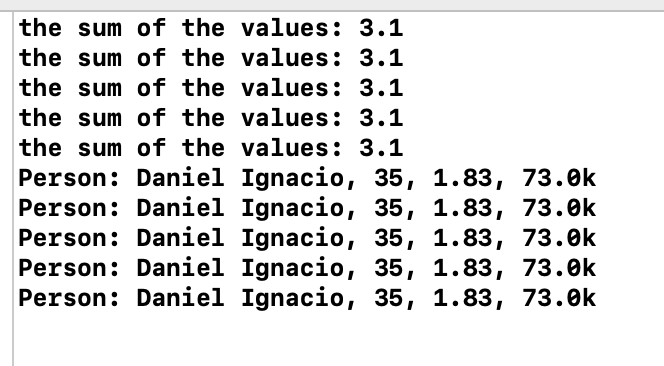 the sum of the values: 3.1
the sum of the values: 3.1
the sum of the values: 3.1
the sum of the values: 3.1
the sum of the values: 3.1
Person: Daniel Ignacio, 35, 1.83, 73.0k
Person: Daniel Ignacio, 35, 1.83, 73.0k
Person: Daniel Ignacio, 35, 1.83, 73.0k
Person: Daniel Ignacio, 35, 1.83, 73.0k
Person: Daniel Ignacio, 35, 1.83, 73.0k